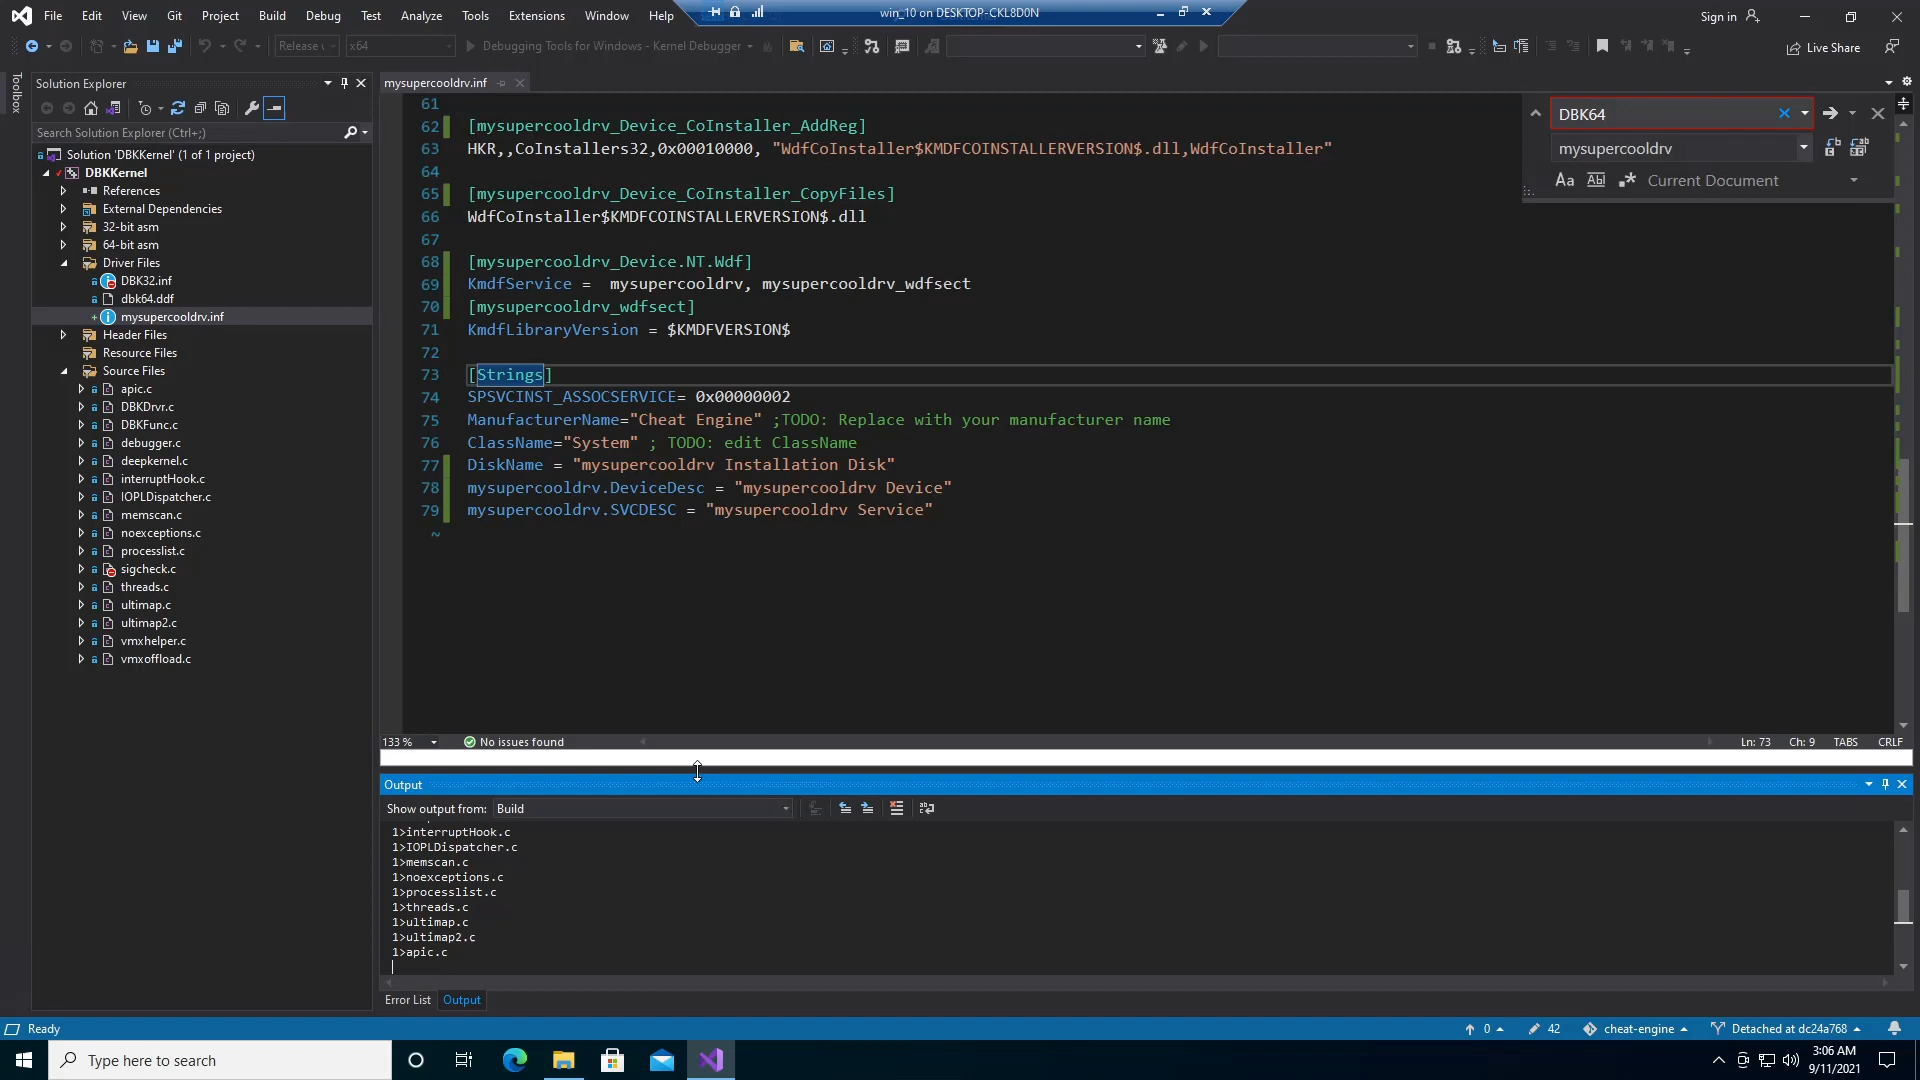 File Edit View Git Project Build Debug Test Analyze Tools Extensions Window Help
win_10 on DESKTOP-CKL8D0N
Sign in
Release x64 Debugging Tools for Windows - Kernel Debugger
Live Share
Toolbox
Solution Explorer
Search Solution Explorer (Ctrl+;)
Solution 'DBKKernel' (1 of 1 project)
DBKKernel
References
External Dependencies
32-bit asm
64-bit asm
Driver Files
DBK32.inf
dbk64.ddf
mysupercooldrv.inf
Header Files
Resource Files
Source Files
apic.c
DBKDrvr.c
DBKFunc.c
debugger.c
deepkernel.c
interruptHook.c
IOPLDispatcher.c
memscan.c
noexceptions.c
processlist.c
sigcheck.c
threads.c
ultimap.c
ultimap2.c
vmxhelper.c
vmxoffload.c
mysupercooldrv.inf
61
62 [mysupercooldrv_Device_CoInstaller_AddReg]
63 HKR,,CoInstallers32,0x00010000, "WdfCoInstaller$KMDFCOINSTALLERVERSION$.dll,WdfCoInstaller"
64
65 [mysupercooldrv_Device_CoInstaller_CopyFiles]
66 WdfCoInstaller$KMDFCOINSTALLERVERSION$.dll
67
68 [mysupercooldrv_Device.NT.Wdf]
69 KmdfService = mysupercooldrv, mysupercooldrv_wdfsect
70 [mysupercooldrv_wdfsect]
71 KmdfLibraryVersion = $KMDFVERSION$
72
73 [Strings]
74 SPSVCINST_ASSOCSERVICE= 0x00000002
75 ManufacturerName="Cheat Engine" ;TODO: Replace with your manufacturer name
76 ClassName="System" ; TODO: edit ClassName
77 DiskName = "mysupercooldrv Installation Disk"
78 mysupercooldrv.DeviceDesc = "mysupercooldrv Device"
79 mysupercooldrv.SVCDESC = "mysupercooldrv Service"
~
DBK64
mysupercooldrv
Aa Abl .* Current Document
133 % No issues found Ln: 73 Ch: 9 TABS CRLF
Output
Show output from: Build
1>interruptHook.c
1>IOPLDispatcher.c
1>memscan.c
1>noexceptions.c
1>processlist.c
1>threads.c
1>ultimap.c
1>ultimap2.c
1>apic.c
Error List Output
Ready 0 42 cheat-engine Detached at dc24a768
Type here to search
3:06 AM
9/11/2021